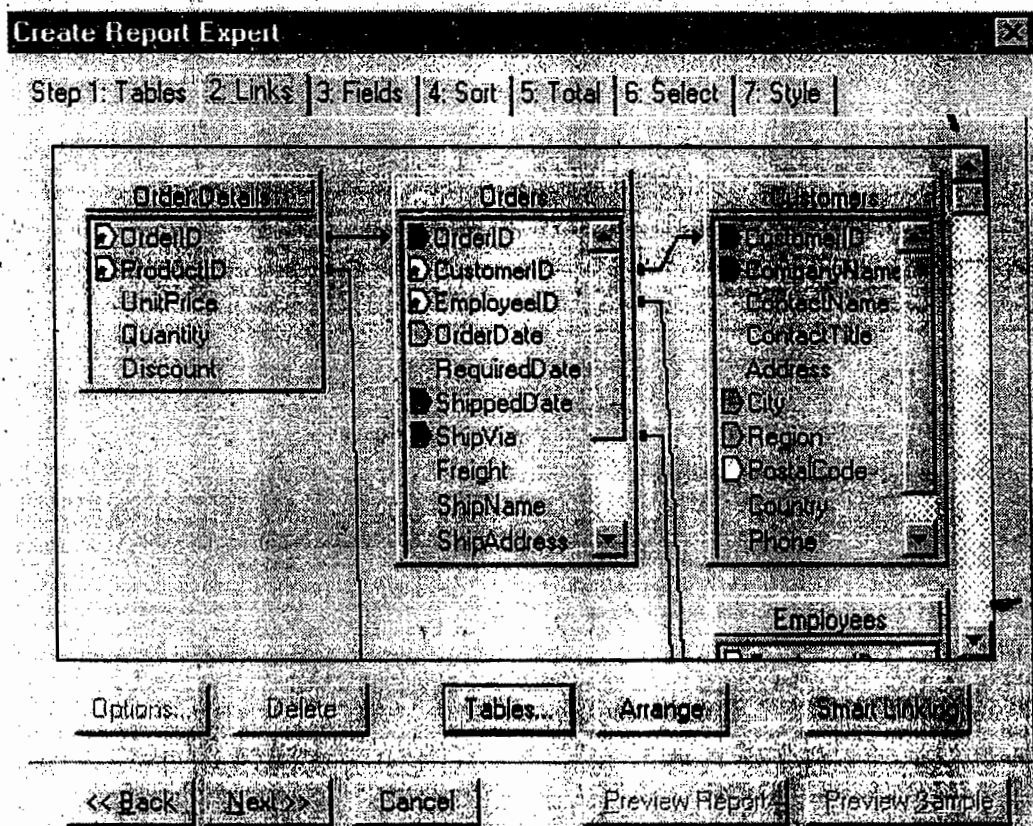 Create Report Expert
Step 1: Tables 2: Links 3: Fields 4: Sort 5: Total 6: Select 7: Style
Order Details
OrderID
ProductID
UnitPrice
Quantity
Discount
Orders
OrderID
CustomerID
EmployeeID
OrderDate
RequiredDate
ShippedDate
ShipVia
Freight
ShipName
ShipAddress
Customers
CustomerID
CompanyName
ContactName
ContactTitle
Address
City
Region
PostalCode
Country
Phone
Employees
Options... Delete Tables... Arrange Smart Linking
<< Back Next >> Cancel Preview Report Preview Sample